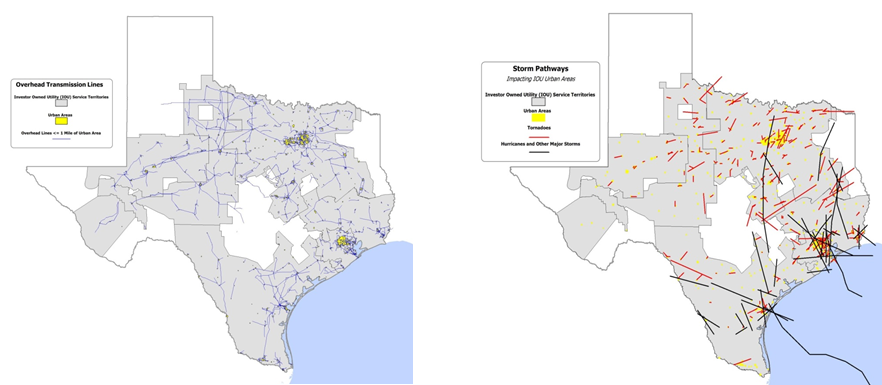 Overhead Transmission Lines
Investor Owned Utility (IOU) Service Territories
Urban Areas
Overhead Lines <= 1 Mile of Urban Area
Storm Pathways
Impacting IOU Urban Areas
Investor Owned Utility (IOU) Service Territories
Urban Areas
Tornadoes
Hurricanes and Other Major Storms